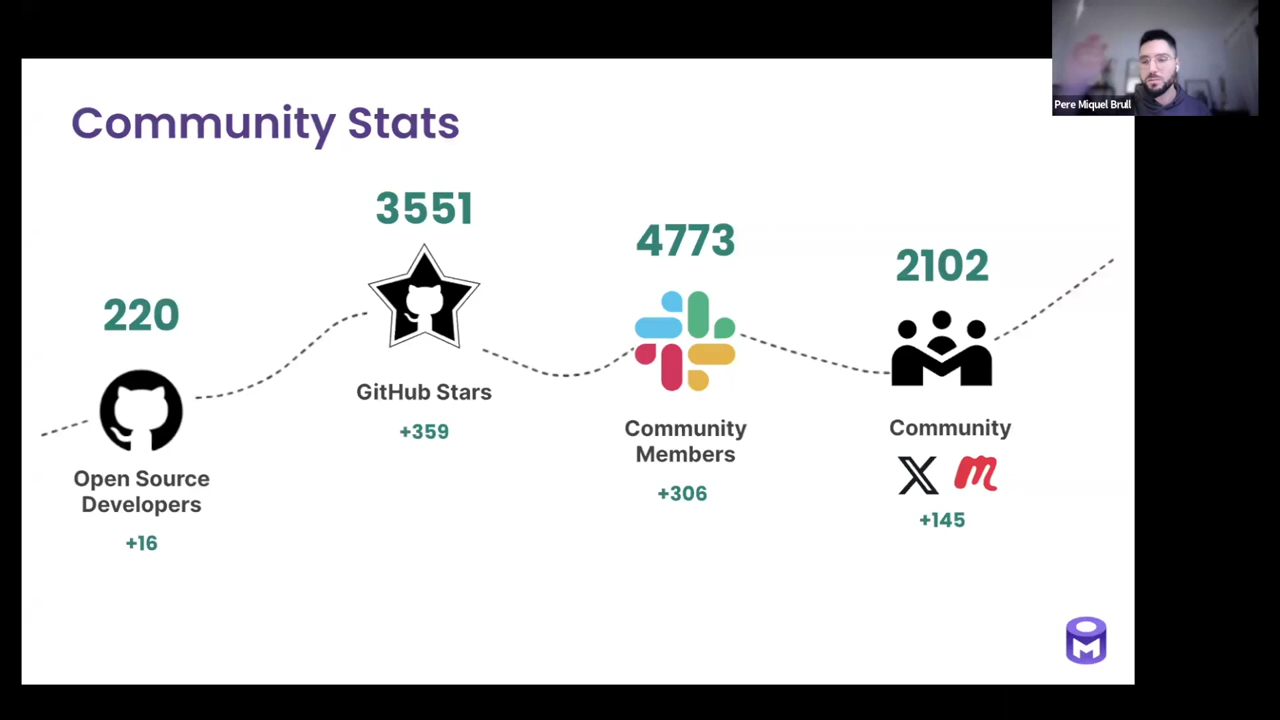 Community Stats
Pere Miquel Brull
220
Open Source
Developers
+16
3551
GitHub Stars
+359
4773
Community
Members
+306
2102
Community
+145